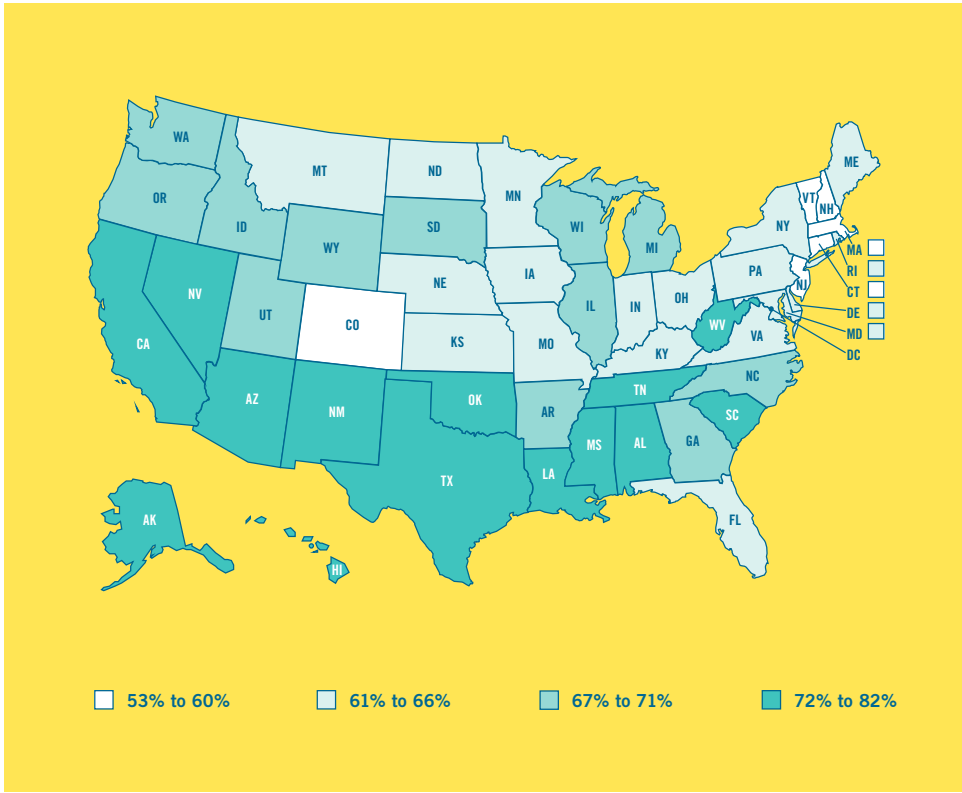 WA
MT
ND
MN
ME
VT
NH
OR
ID
WY
SD
WI
MI
NY
MA
RI
CT
NV
UT
NE
IA
IL
IN
OH
PA
NJ
DE
MD
DC
CA
CO
KS
MO
KY
WV
VA
AZ
NM
OK
AR
TN
NC
SC
TX
LA
MS
AL
GA
FL
AK
HI
53% to 60%
61% to 66%
67% to 71%
72% to 82%